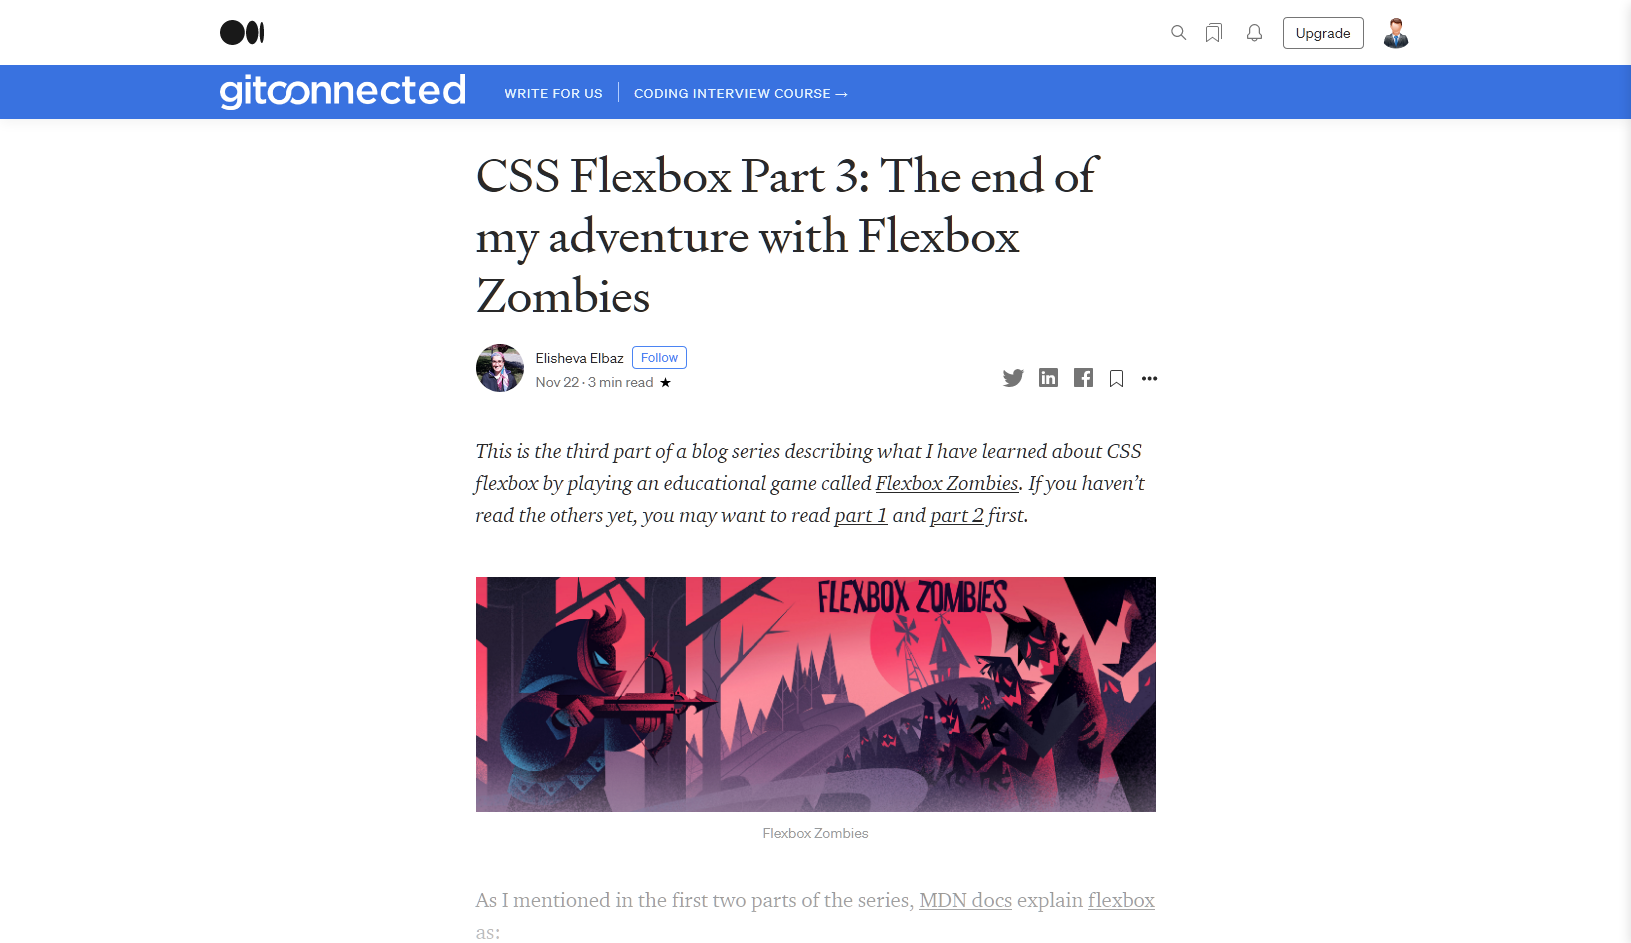 Upgrade
gitconnected
WRITE FOR US
CODING INTERVIEW COURSE →
CSS Flexbox Part 3: The end of
my adventure with Flexbox
Zombies
Elisheva Elbaz Follow
Nov 22 · 3 min read ★
This is the third part of a blog series describing what I have learned about CSS
flexbox by playing an educational game called Flexbox Zombies. If you haven’t
read the others yet, you may want to read part 1 and part 2 first.
FLEXBOX ZOMBIES
Flexbox Zombies
As I mentioned in the first two parts of the series, MDN docs explain flexbox
as: